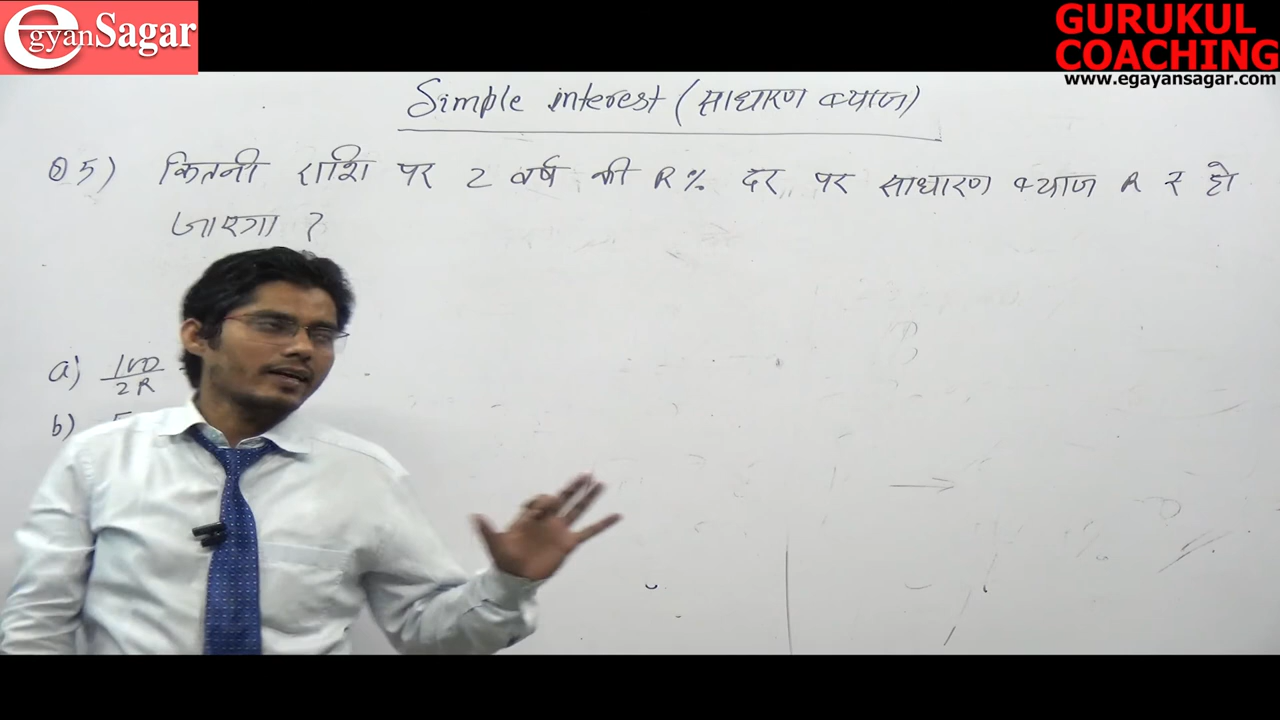 egyanSagar
GURUKUL
COACHING
www.egayansagar.com
Simple interest (साधारण ब्याज)
Q5) कितनी राशि पर 2 वर्ष की R% दर पर साधारण ब्याज R ₹ हो
जाएगा ?
a) 100/2R
b) 5